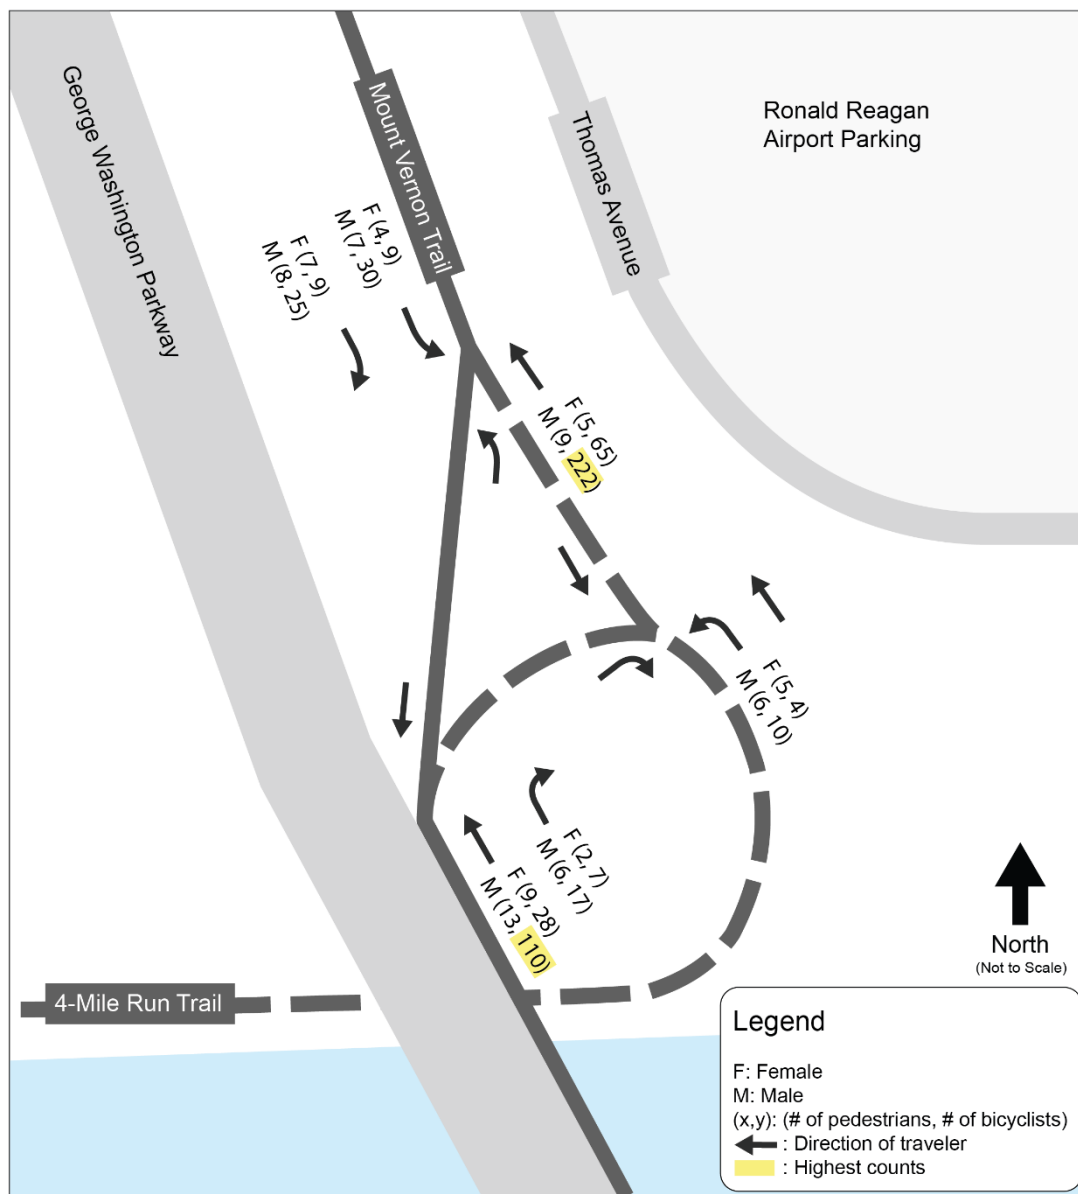 George Washington Parkway
Mount Vernon Trail
Thomas Avenue
Ronald Reagan
Airport Parking
F (4, 9)
M (7, 30)
F (7, 9)
M (8, 25)
F (5, 65)
M (9, 222)
F (5, 4)
M (6, 10)
F (2, 7)
M (6, 17)
F (9, 28)
M (13, 110)
North
(Not to Scale)
4-Mile Run Trail
Legend
F: Female
M: Male
(x,y): (# of pedestrians, # of bicyclists)
: Direction of traveler
: Highest counts